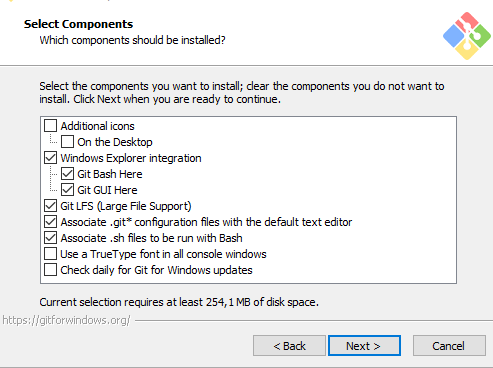 Select Components
Which components should be installed?
Select the components you want to install; clear the components you do not want to
install. Click Next when you are ready to continue.
Additional icons
On the Desktop
Windows Explorer integration
Git Bash Here
Git GUI Here
Git LFS (Large File Support)
Associate .git* configuration files with the default text editor
Associate .sh files to be run with Bash
Use a TrueType font in all console windows
Check daily for Git for Windows updates
Current selection requires at least 254,1 MB of disk space.
https://gitforwindows.org/
< Back
Next >
Cancel